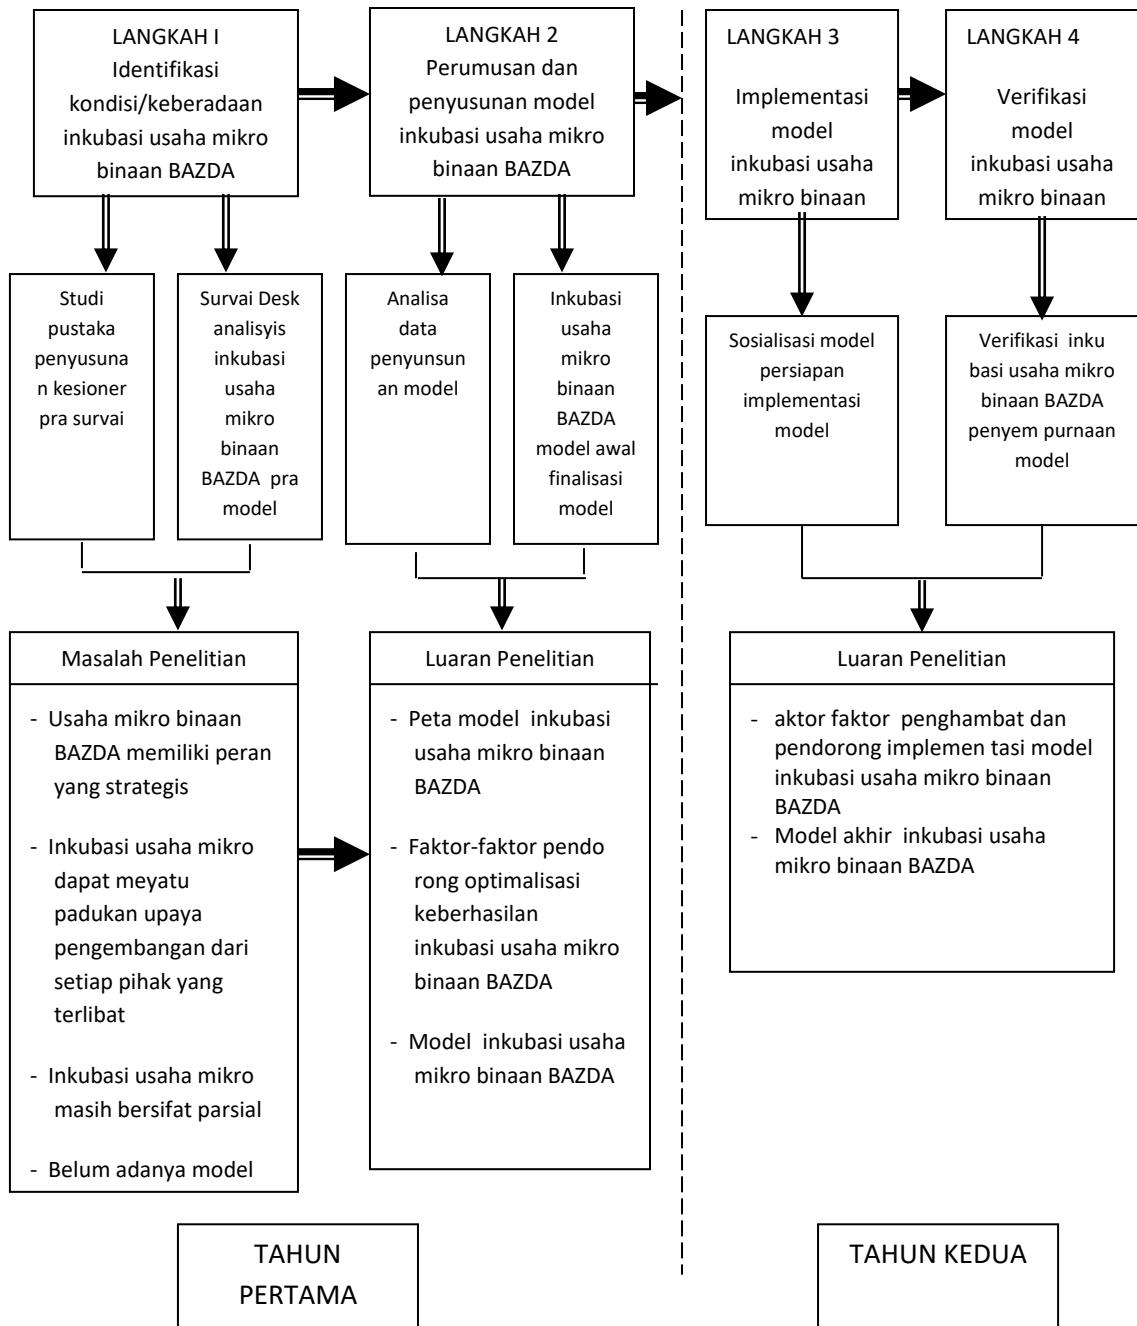 LANGKAH I
Identifikasi
kondisi/keberadaan
inkubasi usaha mikro
binaan BAZDA
LANGKAH 2
Perumusan dan
penyusunan model
inkubasi usaha mikro
binaan BAZDA
LANGKAH 3
Implementasi
model
inkubasi usaha
mikro binaan
LANGKAH 4
Verifikasi
model
inkubasi usaha
mikro binaan
Studi
pustaka
penyusuna
n kesioner
pra survai
Survai Desk
analisyis
inkubasi
usaha
mikro
binaan
BAZDA pra
model
Analisa
data
penyunsun
an model
Inkubasi
usaha
mikro
binaan
BAZDA
model awal
finalisasi
model
Sosialisasi model
persiapan
implementasi
model
Verifikasi inku
basi usaha mikro
binaan BAZDA
penyem purnaan
model
Masalah Penelitian
- Usaha mikro binaan
BAZDA memiliki peran
yang strategis
- Inkubasi usaha mikro
dapat meyatu
padukan upaya
pengembangan dari
setiap pihak yang
terlibat
- Inkubasi usaha mikro
masih bersifat parsial
- Belum adanya model
Luaran Penelitian
- Peta model inkubasi
usaha mikro binaan
BAZDA
- Faktor-faktor pendo
rong optimalisasi
keberhasilan
inkubasi usaha mikro
binaan BAZDA
- Model inkubasi usaha
mikro binaan BAZDA
Luaran Penelitian
- aktor faktor penghambat dan
pendorong implemen tasi model
inkubasi usaha mikro binaan
BAZDA
- Model akhir inkubasi usaha
mikro binaan BAZDA
TAHUN
PERTAMA
TAHUN KEDUA